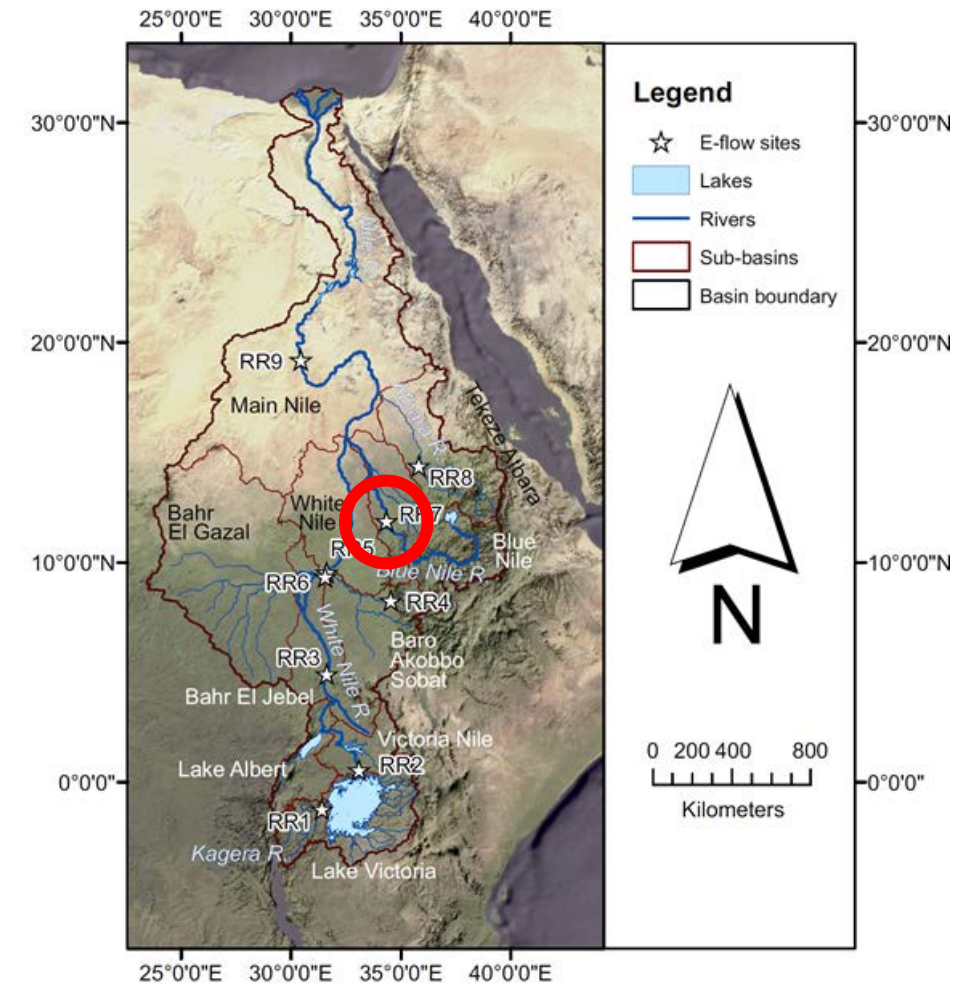 25°0'0"E 30°0'0"E 35°0'0"E 40°0'0"E
Legend
E-flow sites
Lakes
Rivers
Sub-basins
Basin boundary
30°0'0"N
30°0'0"N
20°0'0"N
20°0'0"N
10°0'0"N
10°0'0"N
0°0'0"
0°0'0"N
RR9
Main Nile
Tekeze Albara
RR8
White
Nile
RR7
Bahr
El Gazal
Blue
Nile
RR5
Blue Nile R
RR6
RR4
White Nile R
Baro
Akobbo
Sobat
RR3
Bahr El Jebel
Victoria Nile
Lake Albert
RR2
RR1
Kagera R
Lake Victoria
N
0 200 400 800
Kilometers
25°0'0"E 30°0'0"E 35°0'0"E 40°0'0"E